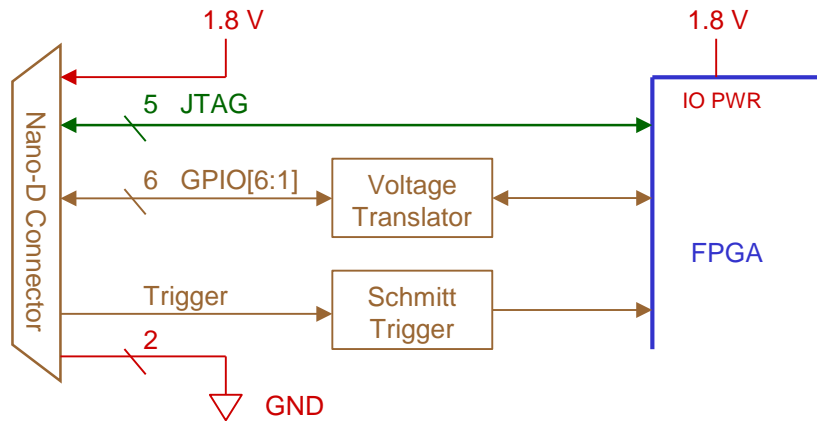 1.8 V
1.8 V
5 JTAG
IO PWR
Nano-D Connector
6 GPIO[6:1]
Voltage
Translator
FPGA
Trigger
Schmitt
Trigger
2
GND